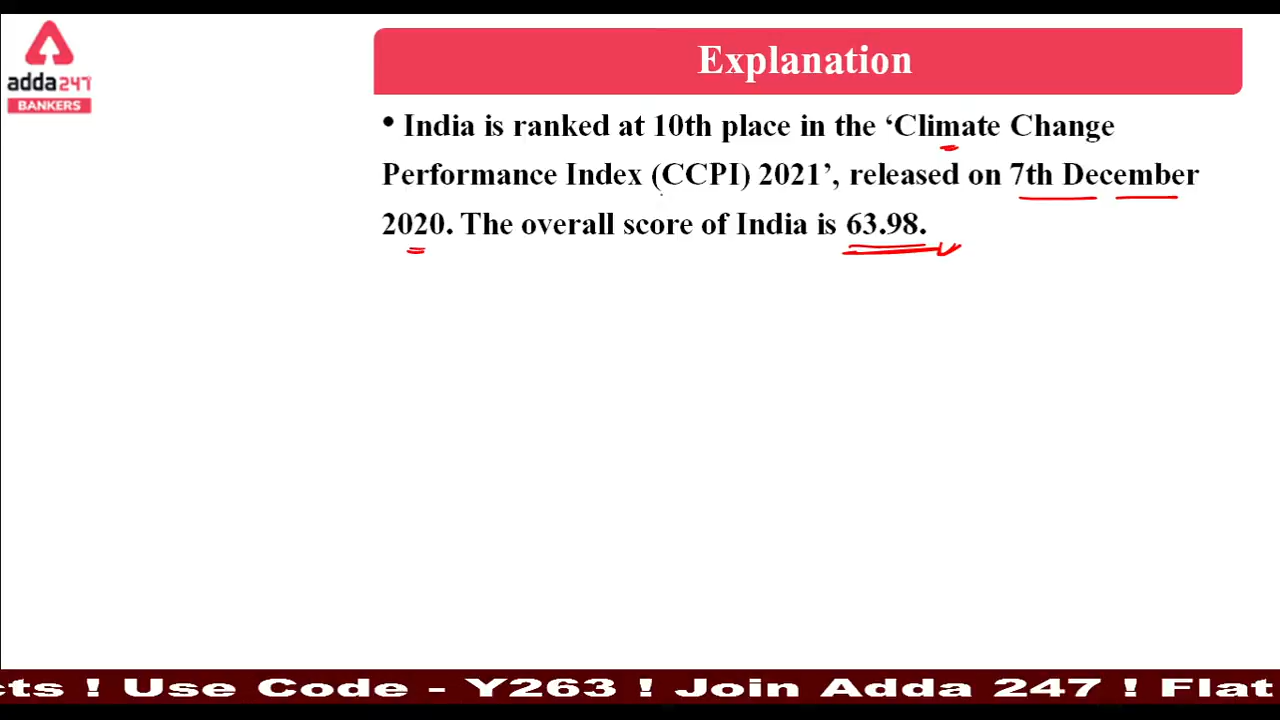 adda247
BANKERS
Explanation
• India is ranked at 10th place in the ‘Climate Change
Performance Index (CCPI) 2021’, released on 7th December
2020. The overall score of India is 63.98.
cts ! Use Code - Y263 ! Join Adda 247 ! Flat